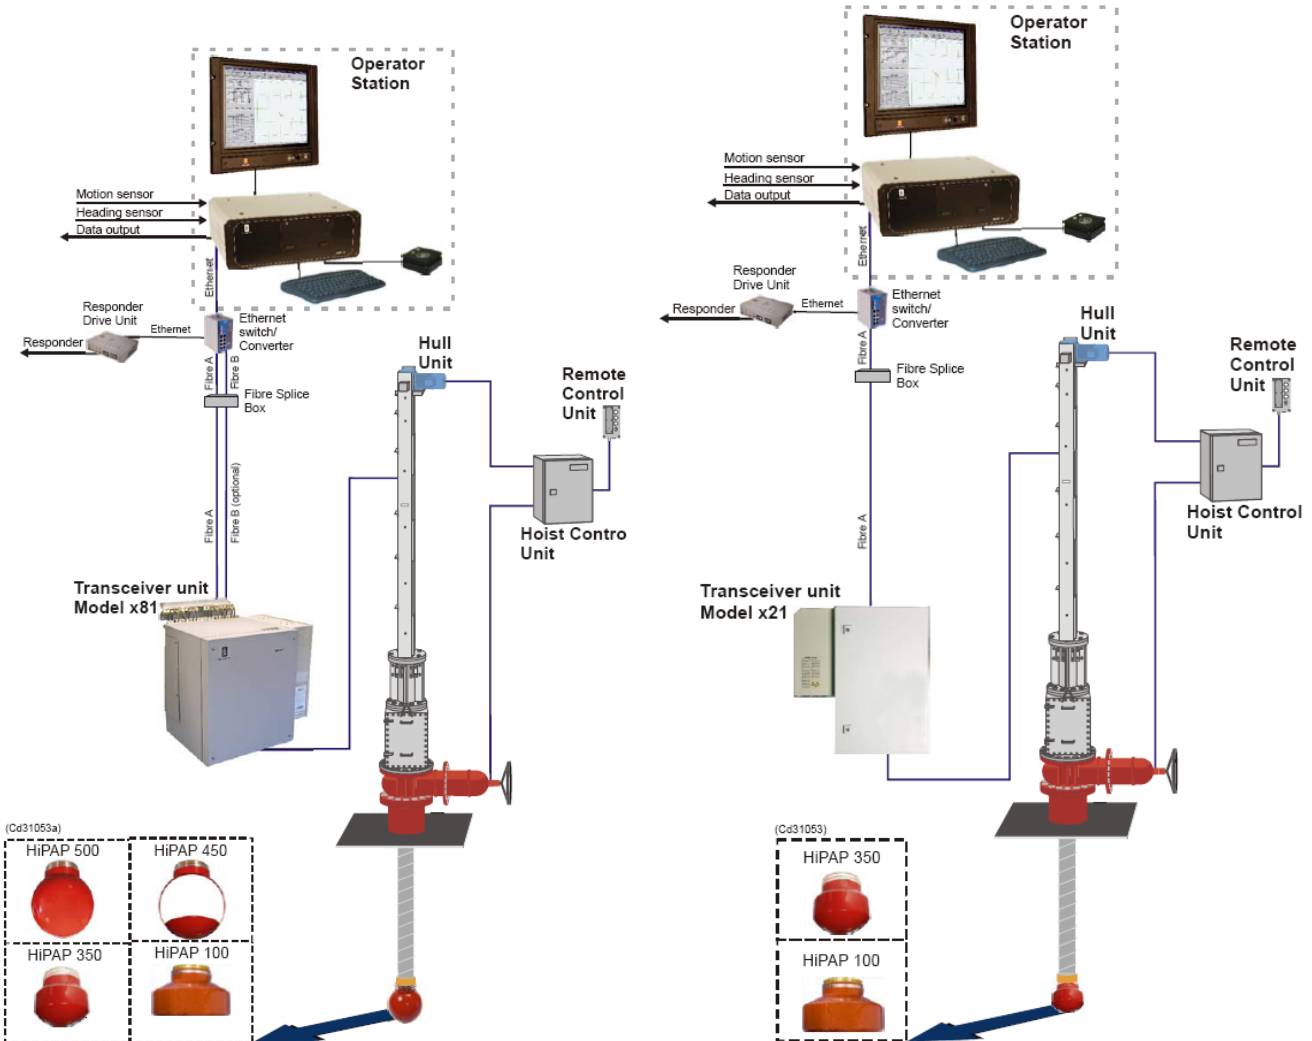 Operator
Station
Motion sensor
Heading sensor
Data output
Ethernet
Responder
Drive Unit
Ethernet
Responder
Ethernet
switch/
Converter
Fibre A
Fibre B
Fibre Splice
Box
Hull
Unit
Remote
Control
Unit
Fibre A
Fibre B (optional)
Hoist Contro
Unit
Transceiver unit
Model x81
(Cd31053a)
HiPAP 500
HiPAP 450
HiPAP 350
HiPAP 100
Operator
Station
Motion sensor
Heading sensor
Data output
Ethernet
Responder
Drive Unit
Ethernet
Responder
Ethernet
switch/
Converter
Fibre A
Fibre Splice
Box
Hull
Unit
Remote
Control
Unit
Fibre A
Hoist Control
Unit
Transceiver unit
Model x21
(Cd31053)
HiPAP 350
HiPAP 100